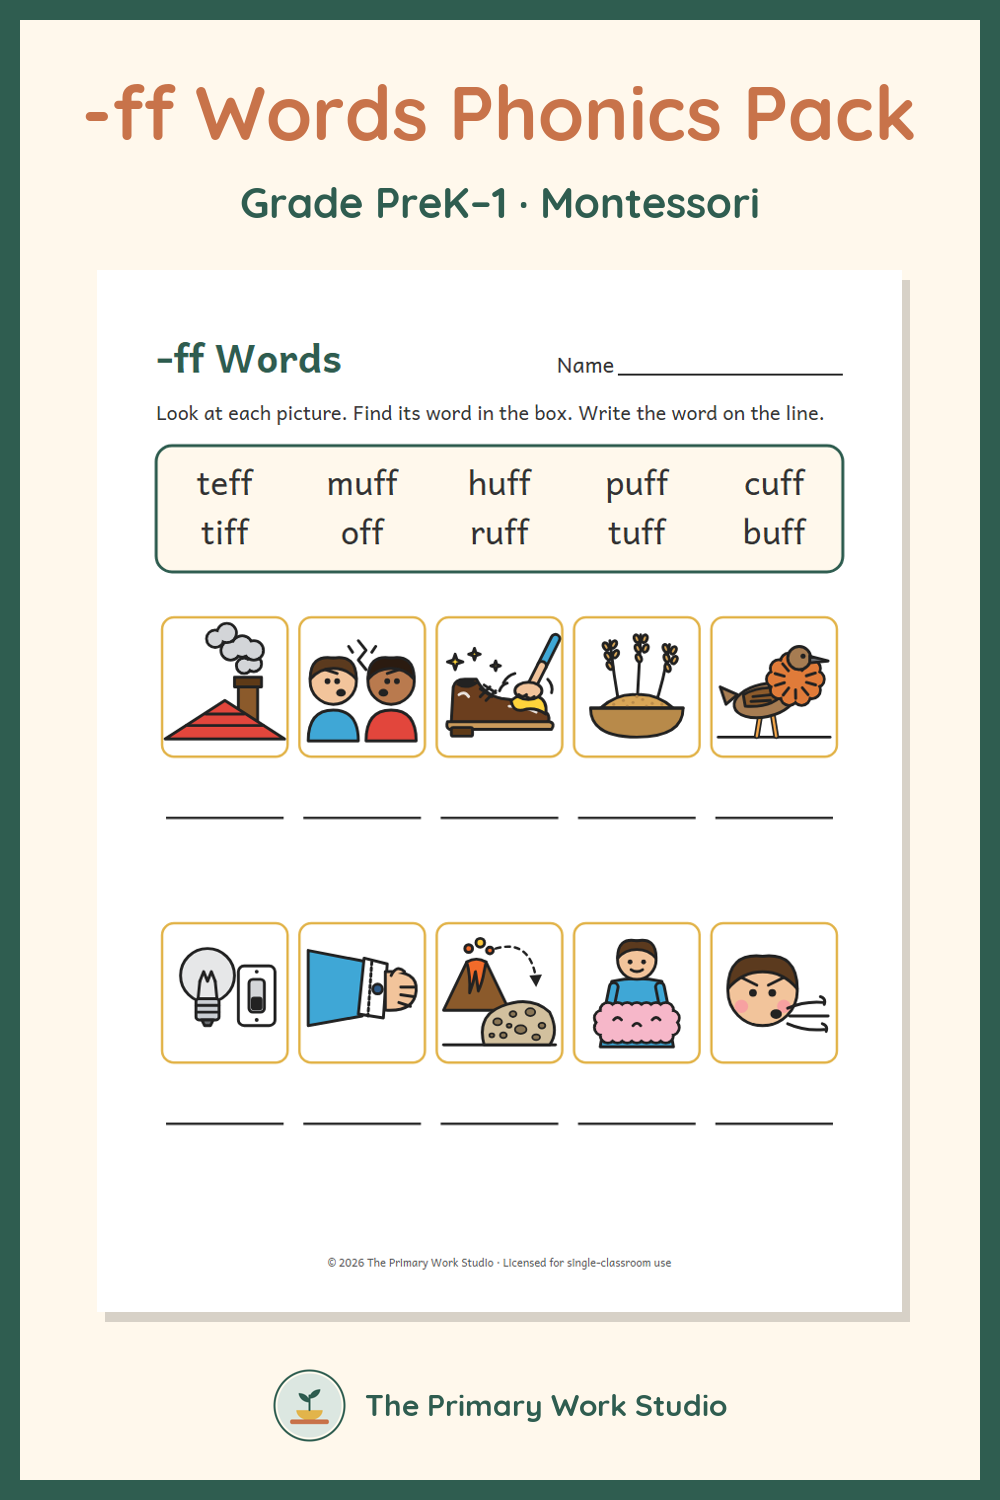 -ff Words Phonics Pack
Grade PreK–1 · Montessori
-ff Words
Name
Look at each picture. Find its word in the box. Write the word on the line.
teff muff huff puff cuff
tiff off ruff tuff buff
© 2026 The Primary Work Studio · Licensed for single-classroom use
The Primary Work Studio